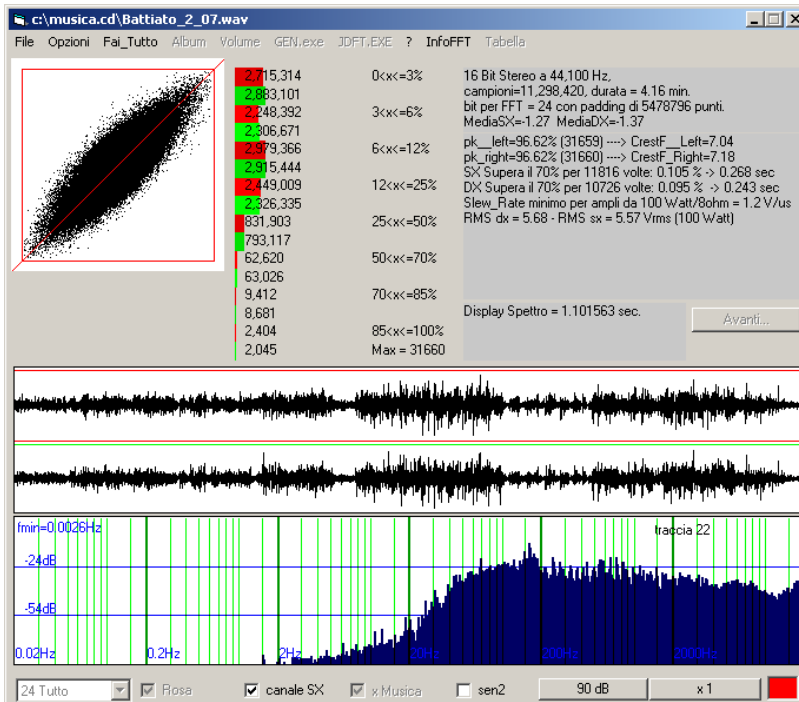 c:\musica.cd\Battiato_2_07.wav
File Opzioni Fai_Tutto Album Volume GEN.exe JDFT.EXE ? InfoFFT Tabella
2,715,314 0<x<=3%
2,883,101
2,248,392 3<x<=6%
2,306,671
2,979,366 6<x<=12%
2,915,444
2,449,009 12<x<=25%
2,326,335
831,903 25<x<=50%
793,117
62,620 50<x<=70%
63,026
9,412 70<x<=85%
8,681
2,404 85<x<=100%
2,045 Max = 31660
16 Bit Stereo a 44,100 Hz,
campioni=11,298,420, durata = 4.16 min.
bit per FFT = 24 con padding di 5478796 punti.
MediaSX=-1.27 MediaDX=-1.37
pk__left=96.62% (31659) ----> CrestF__Left=7.04
pk_right=96.62% (31660) ----> CrestF_Right=7.18
SX Supera il 70% per 11816 volte: 0.105 % -> 0.268 sec
DX Supera il 70% per 10726 volte: 0.095 % -> 0.243 sec
Slew_Rate minimo per ampli da 100 Watt/8ohm = 1.2 V/us
RMS dx = 5.68 - RMS sx = 5.57 Vrms (100 Watt)
Display Spettro = 1.101563 sec.
Avanti...
fmin=0.0026Hz
traccia 22
-24dB
-54dB
0.02Hz 0.2Hz 2Hz 20Hz 200Hz 2000Hz
24 Tutto Rosa canale SX x Musica sen2 90 dB x 1